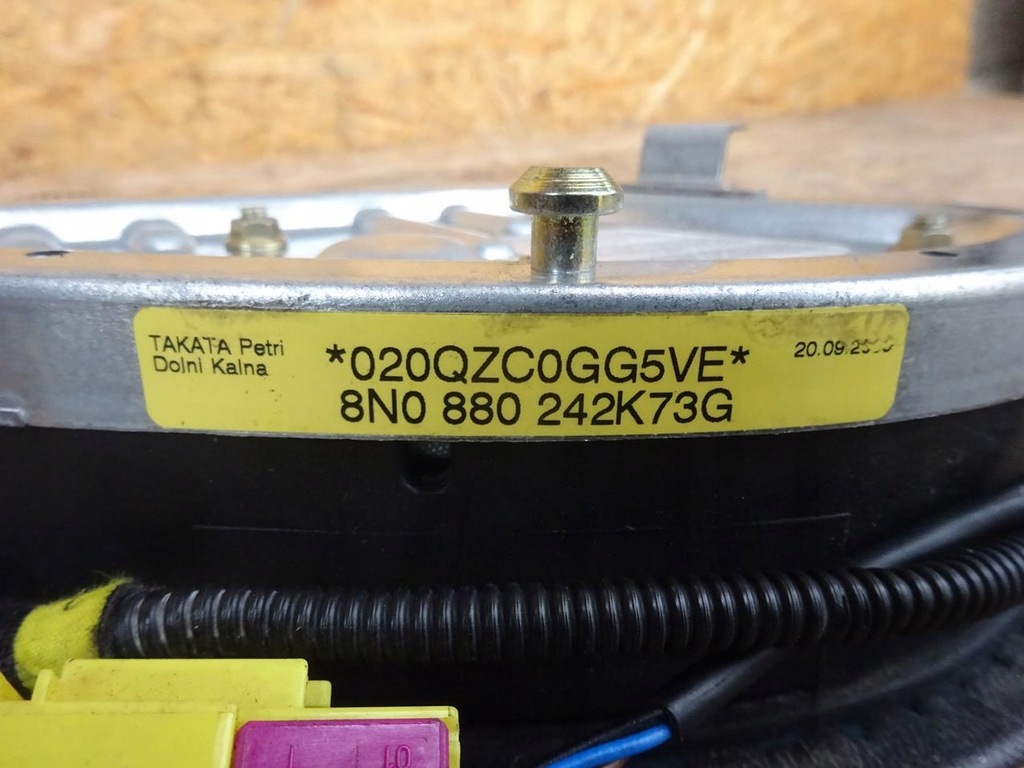 TAKATA Petri
Dolni Kalna
*020QZC0GG5VE*
8N0 880 242K73G